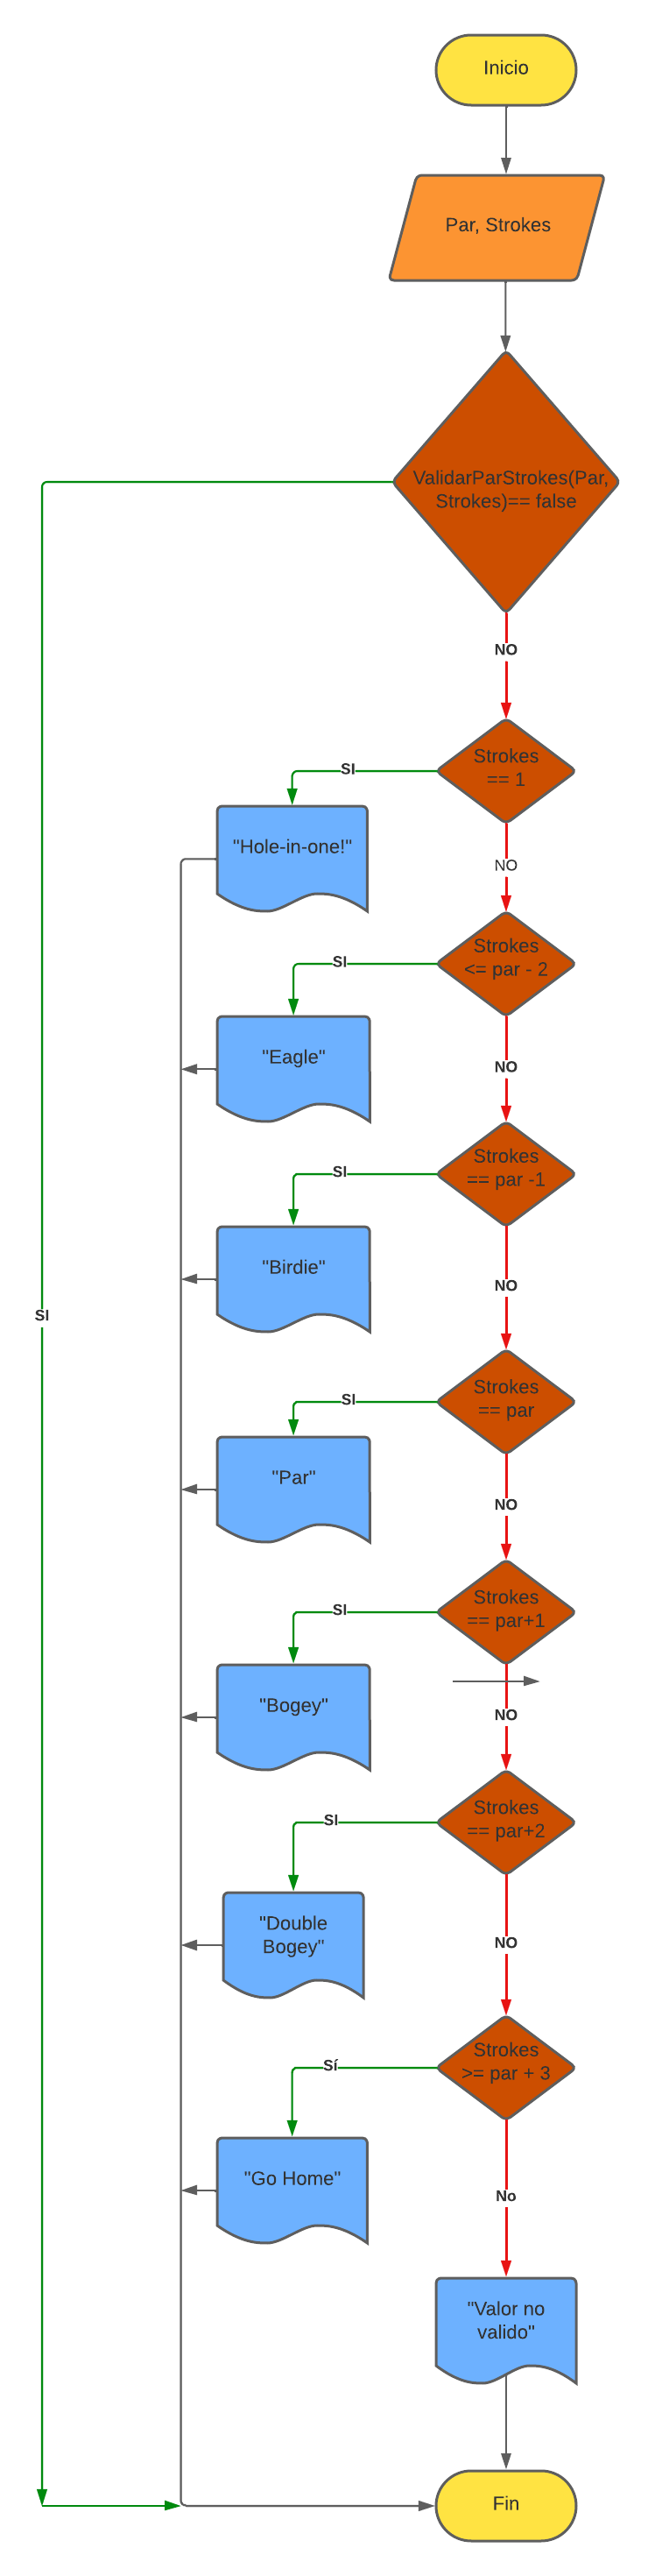 Inicio
Par, Strokes
ValidarParStrokes(Par,
Strokes)== false
NO
Strokes
== 1
SI
"Hole-in-one!"
NO
Strokes
<= par - 2
SI
"Eagle"
NO
Strokes
== par -1
SI
"Birdie"
NO
SI
Strokes
== par
SI
"Par"
NO
Strokes
== par+1
SI
"Bogey"
NO
Strokes
== par+2
SI
"Double
Bogey"
NO
Strokes
>= par + 3
Sí
"Go Home"
No
"Valor no
valido"
Fin